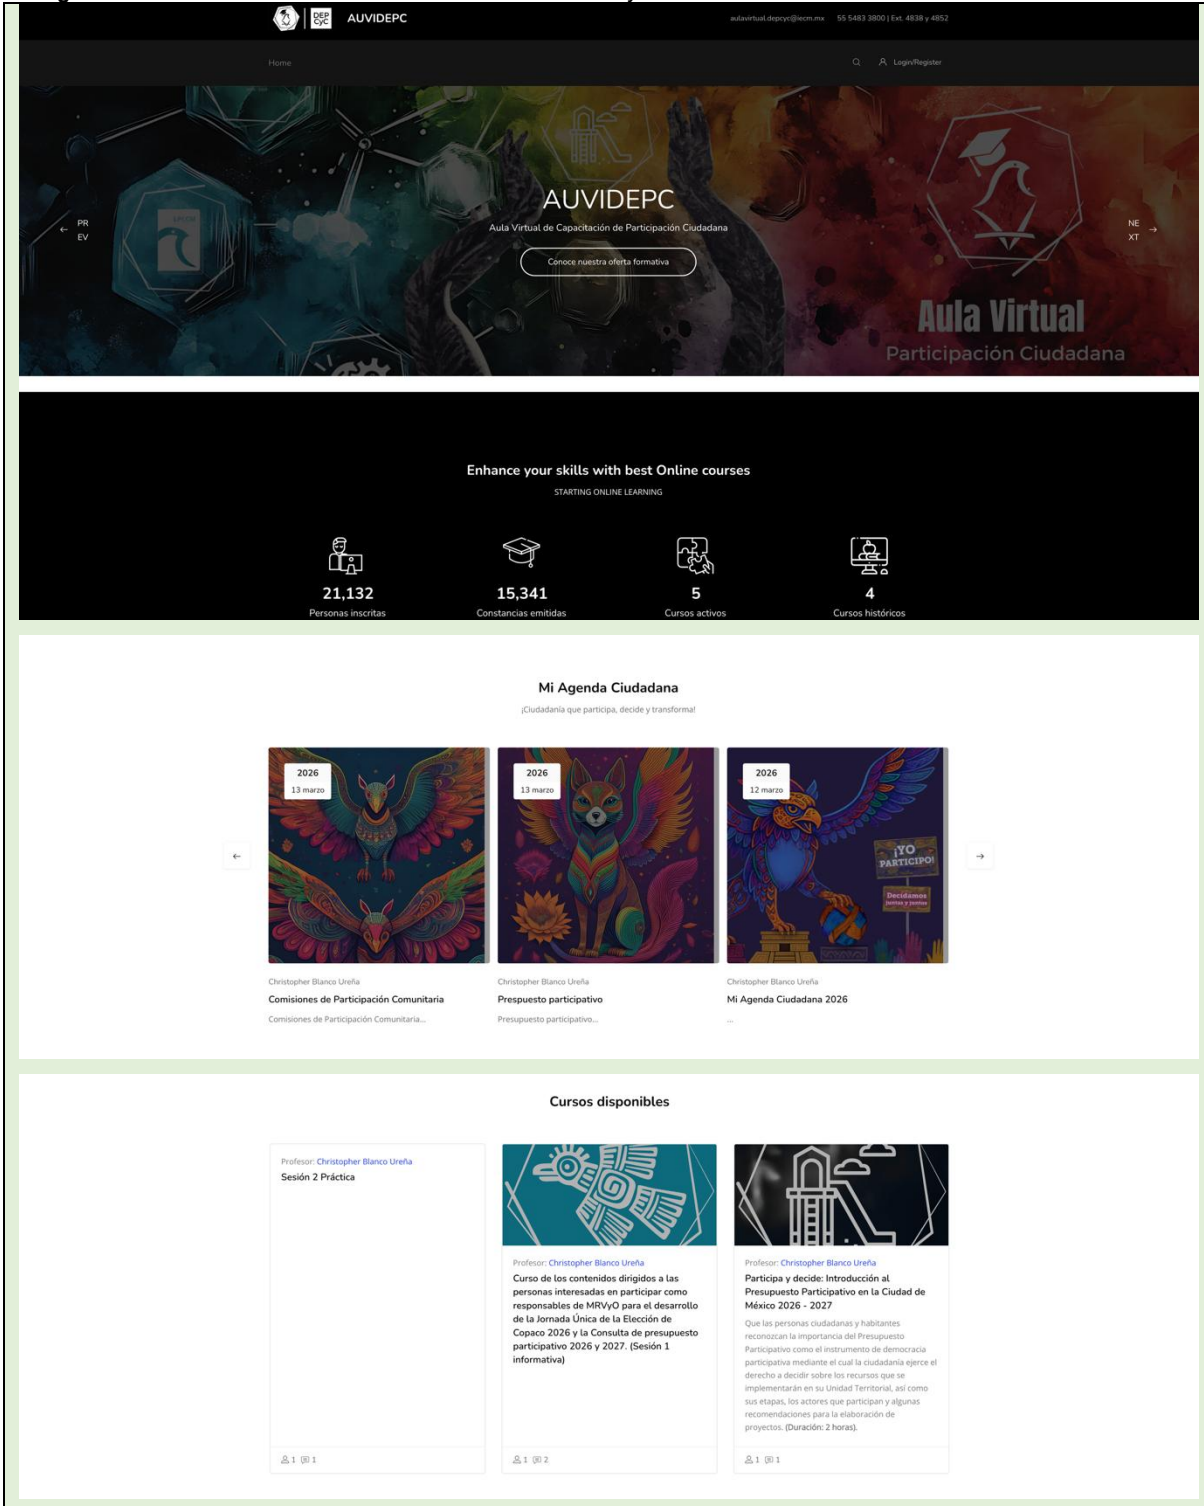 DEP
CyC
AUVIDEPC
aulavirtual.depcyc@iecm.mx
55 5483 3800 | Ext. 4838 y 4852
Home
Login/Register
PR
EV
AUVIDEPC
Aula Virtual de Capacitación de Participación Ciudadana
Conoce nuestra oferta formativa
NE
XT
Aula Virtual
Participación Ciudadana
Enhance your skills with best Online courses
STARTING ONLINE LEARNING
21,132
Personas inscritas
15,341
Constancias emitidas
5
Cursos activos
4
Cursos históricos
Mi Agenda Ciudadana
¡Ciudadanía que participa, decide y transforma!
2026
13 marzo
2026
13 marzo
2026
12 marzo
¡YO
PARTICIPO!
Decidamos
juntas y juntos
Christopher Blanco Ureña
Comisiones de Participación Comunitaria
Comisiones de Participación Comunitaria...
Christopher Blanco Ureña
Prespuesto participativo
Presupuesto participativo...
Christopher Blanco Ureña
Mi Agenda Ciudadana 2026
...
Cursos disponibles
Profesor: Christopher Blanco Ureña
Sesión 2 Práctica
1 1
Profesor: Christopher Blanco Ureña
Curso de los contenidos dirigidos a las
personas interesadas en participar como
responsables de MRVyO para el desarrollo
de la Jornada Única de la Elección de
Copaco 2026 y la Consulta de presupuesto
participativo 2026 y 2027. (Sesión 1
informativa)
1 2
Profesor: Christopher Blanco Ureña
Participa y decide: Introducción al
Presupuesto Participativo en la Ciudad de
México 2026 - 2027
Que las personas ciudadanas y habitantes
reconozcan la importancia del Presupuesto
Participativo como el instrumento de democracia
participativa mediante el cual la ciudadanía ejerce el
derecho a decidir sobre los recursos que se
implementarán en su Unidad Territorial, así como
sus etapas, los actores que participan y algunas
recomendaciones para la elaboración de
proyectos. (Duración: 2 horas).
1 1